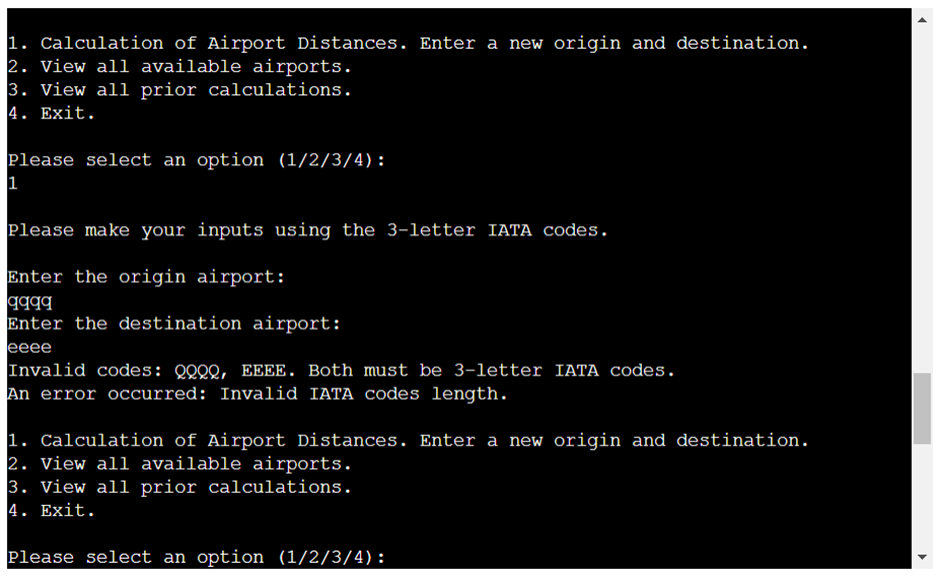 1. Calculation of Airport Distances. Enter a new origin and destination.
2. View all available airports.
3. View all prior calculations.
4. Exit.
Please select an option (1/2/3/4):
1
Please make your inputs using the 3-letter IATA codes.
Enter the origin airport:
qqqq
Enter the destination airport:
eeee
Invalid codes: QQQQ, EEEE. Both must be 3-letter IATA codes.
An error occurred: Invalid IATA codes length.
1. Calculation of Airport Distances. Enter a new origin and destination.
2. View all available airports.
3. View all prior calculations.
4. Exit.
Please select an option (1/2/3/4):